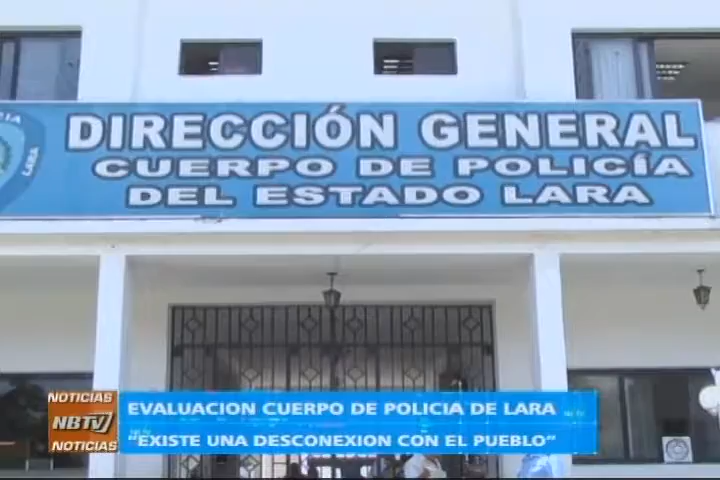 DIRECCIÓN GENERAL
CUERPO DE POLICÍA
DEL ESTADO LARA
LARA
NOTICIAS
NBTV
NOTICIAS
EVALUACION CUERPO DE POLICIA DE LARA
"EXISTE UNA DESCONEXION CON EL PUEBLO"